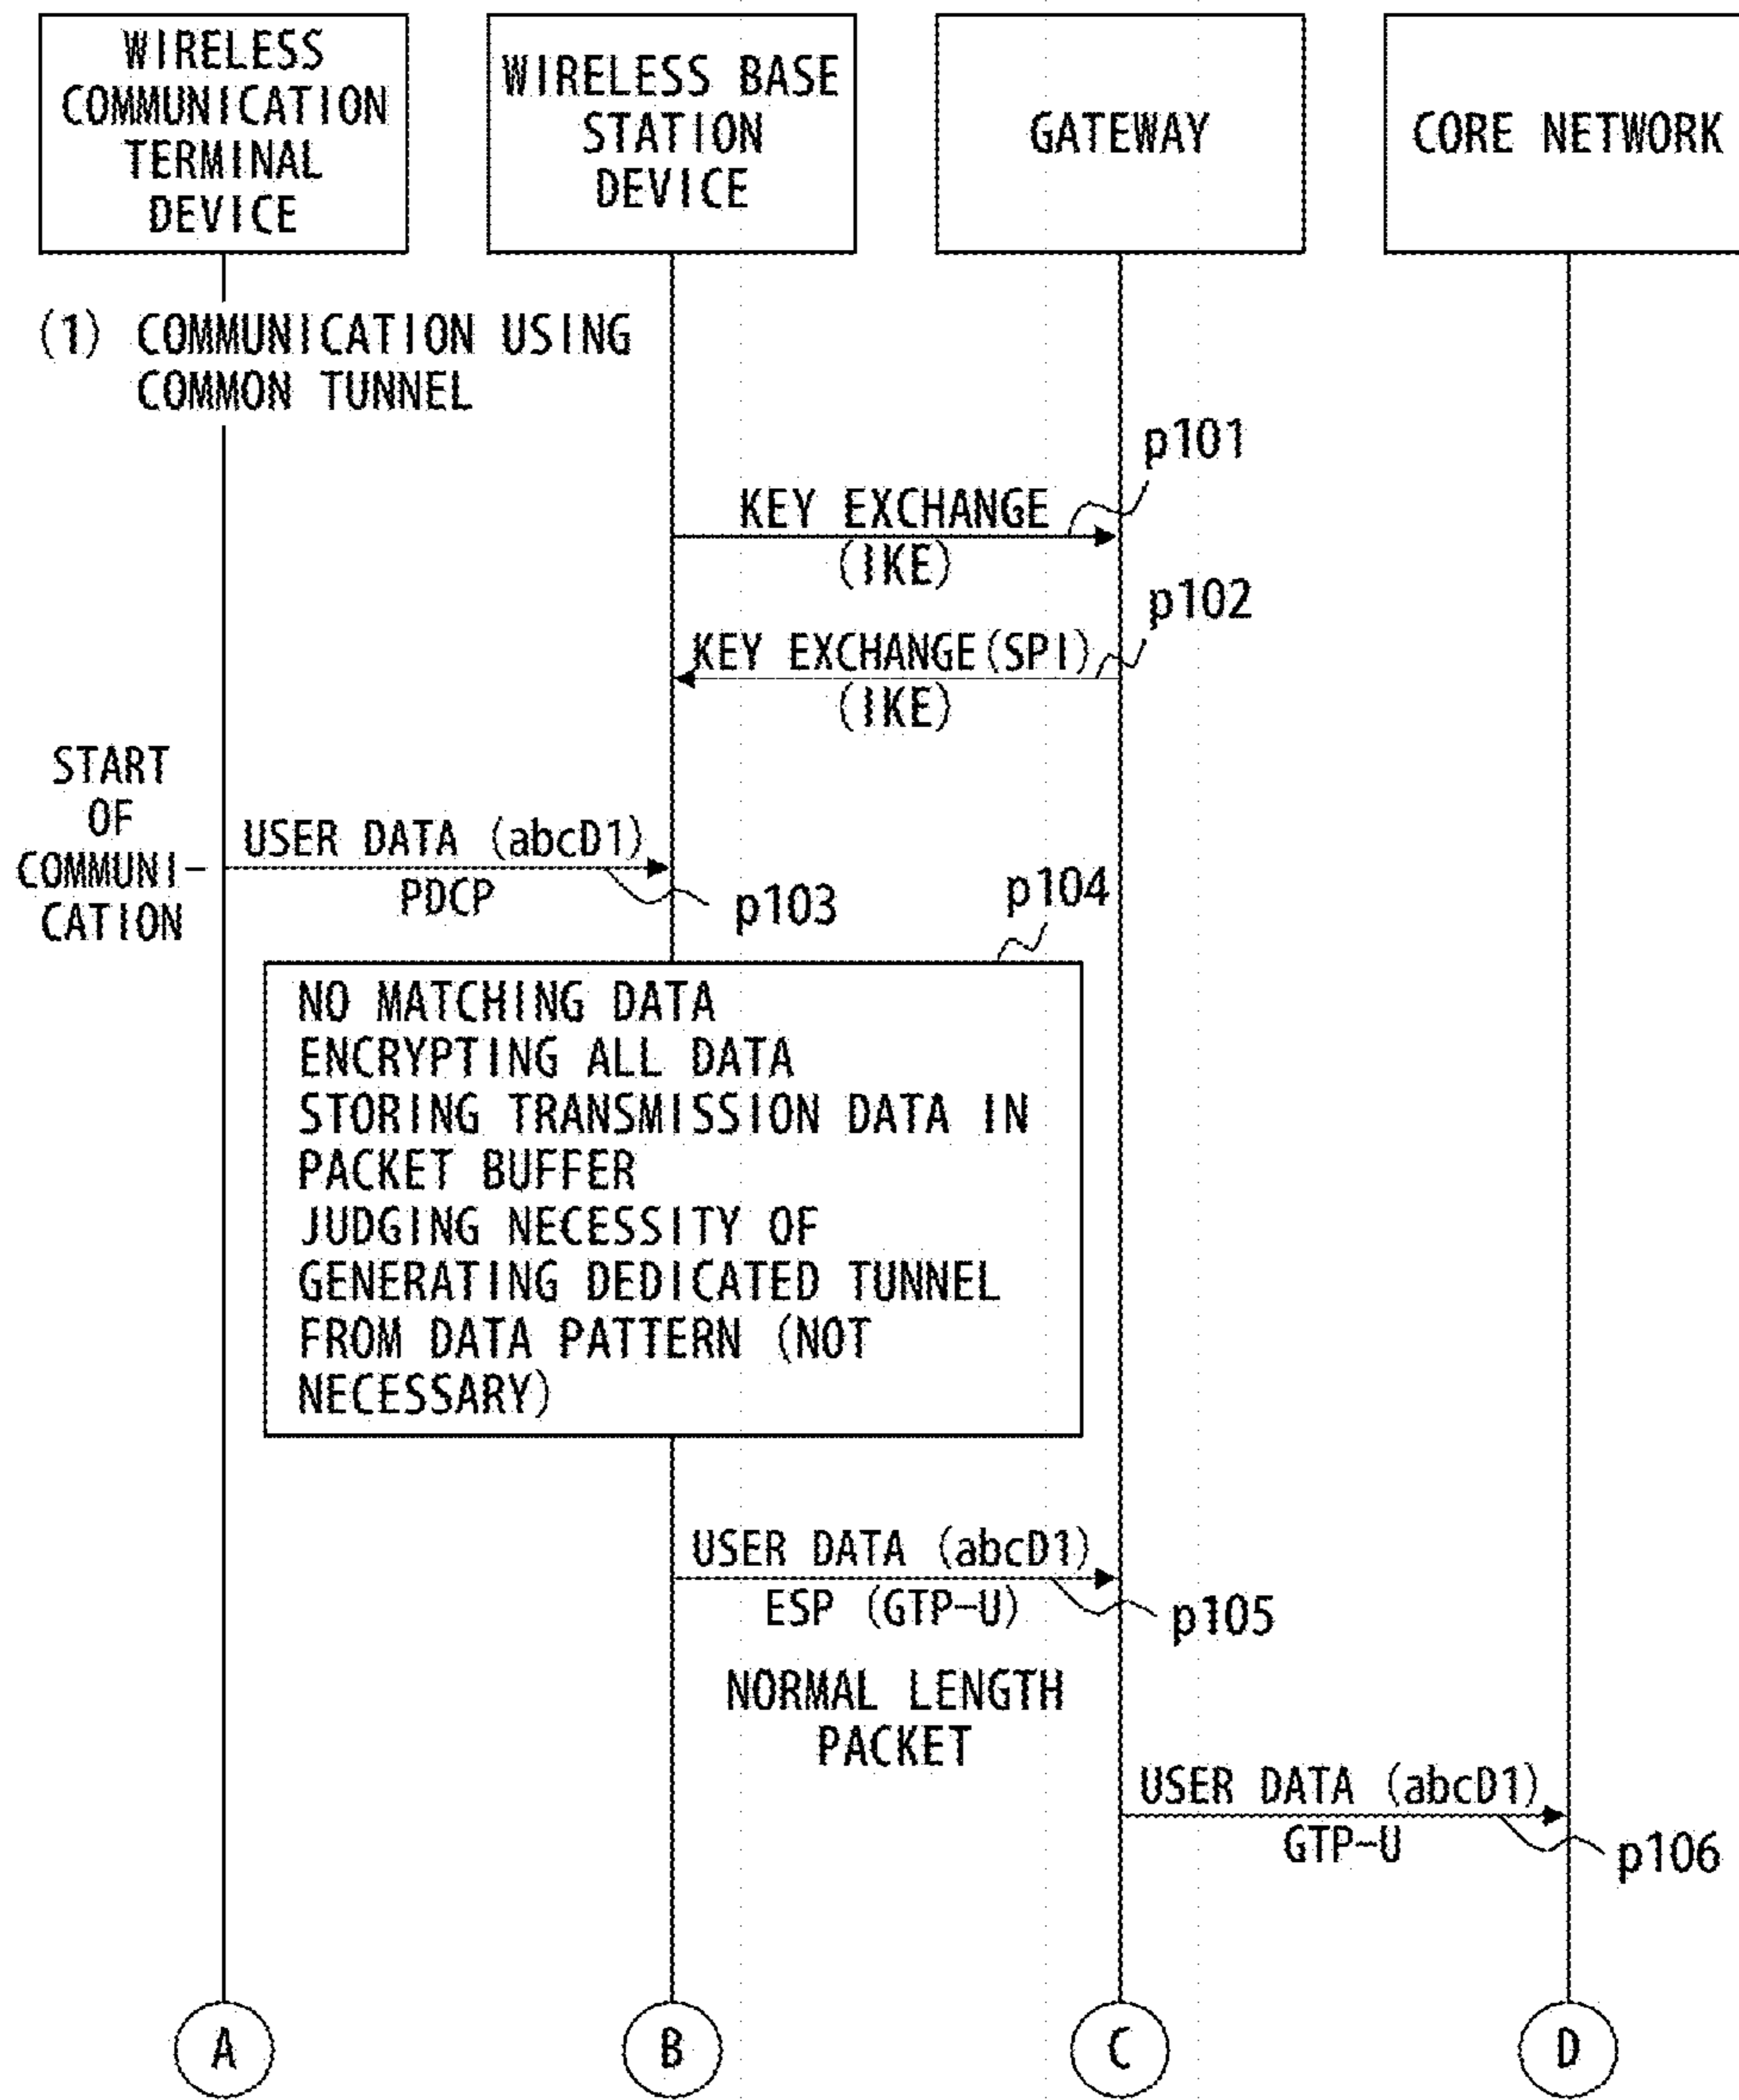 WIRELESS
COMMUNICATION
TERMINAL
DEVICE
WIRELESS BASE
STATION
DEVICE
GATEWAY
CORE NETWORK
(1) COMMUNICATION USING
COMMON TUNNEL
p101
KEY EXCHANGE
(IKE)
p102
KEY EXCHANGE(SPI)
(IKE)
START
OF
COMMUNI-
CATION
USER DATA (abcD1)
PDCP
p103
p104
NO MATCHING DATA
ENCRYPTING ALL DATA
STORING TRANSMISSION DATA IN
PACKET BUFFER
JUDGING NECESSITY OF
GENERATING DEDICATED TUNNEL
FROM DATA PATTERN (NOT
NECESSARY)
USER DATA (abcD1)
ESP (GTP-U)
p105
NORMAL LENGTH
PACKET
USER DATA (abcD1)
GTP-U
p106
A
B
C
D